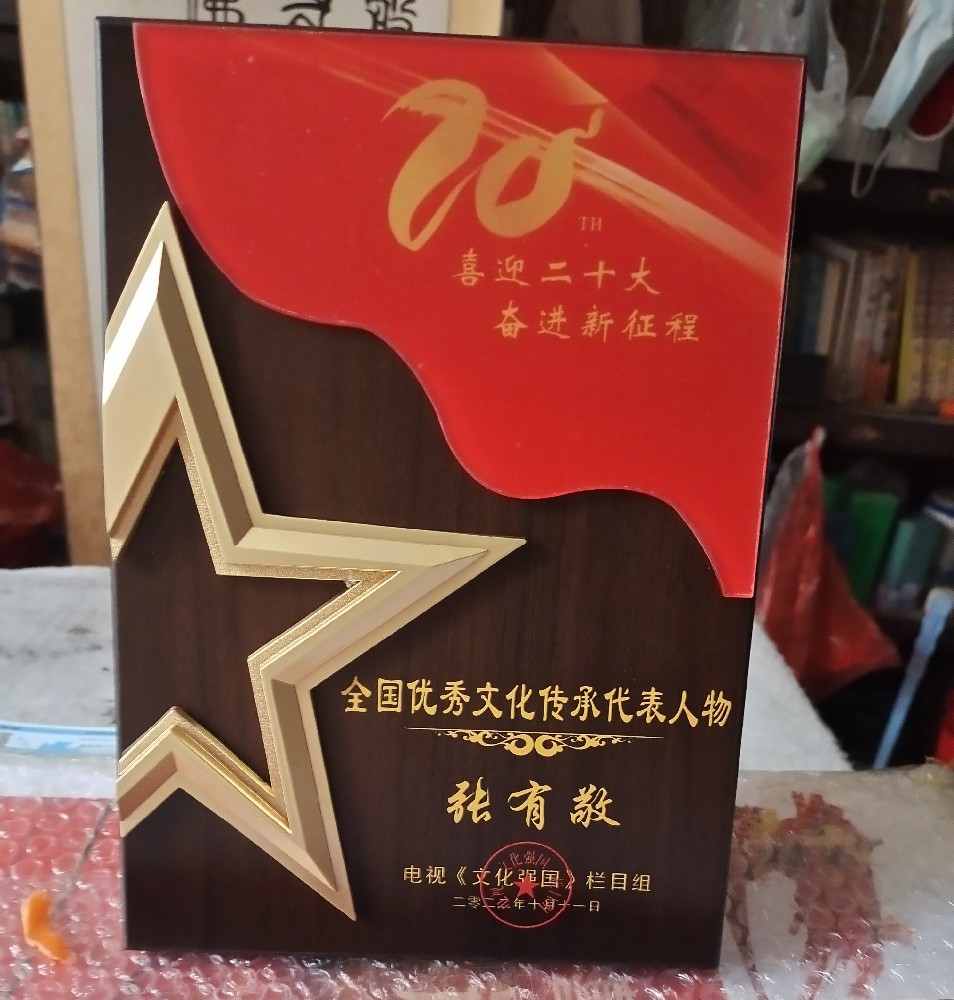 20
TH
喜迎二十大
奋进新征程
全国优秀文化传承代表人物
张有敬
电视《文化强国》栏目组
二零二二年十月十一日